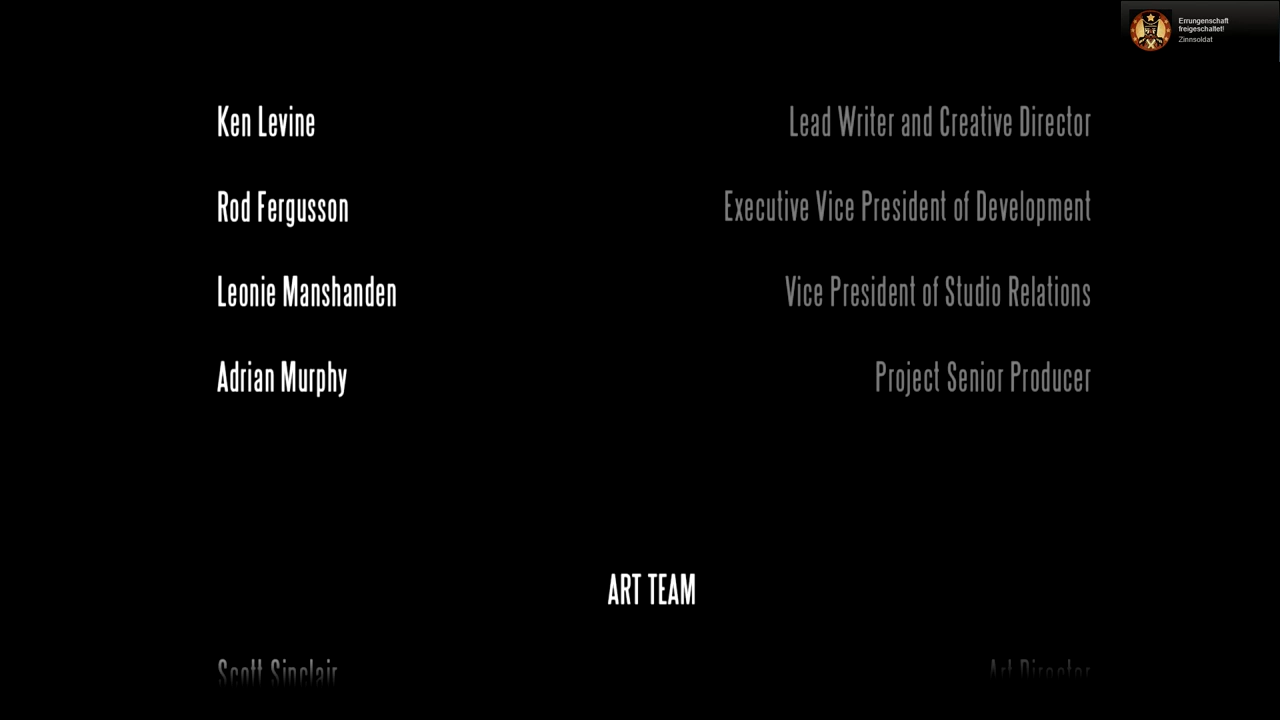 Errungenschaft
freigeschaltet!
Zinnsoldat
Ken Levine Lead Writer and Creative Director
Rod Fergusson Executive Vice President of Development
Leonie Manshanden Vice President of Studio Relations
Adrian Murphy Project Senior Producer
ART TEAM
Scott Sinclair Art Director